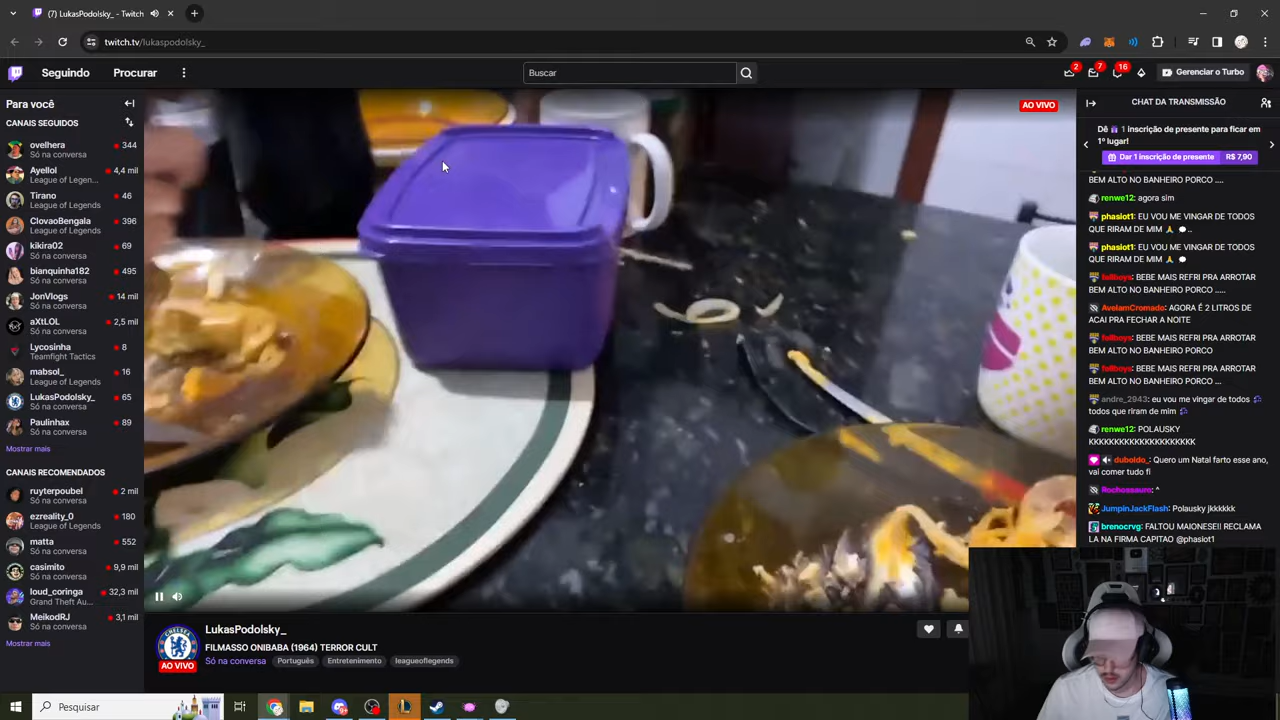 (7) LukasPodolsky_ - Twitch
twitch.tv/lukaspodolsky_
Seguindo
Procurar
Buscar
2
7
16
Gerenciar o Turbo
Para você
CANAIS SEGUIDOS
ovelhera 344
Só na conversa
Ayellol 4,4 mil
League of Legen...
Tirano 46
League of Legends
ClovaoBengala 396
League of Legends
kikira02 69
Só na conversa
bianquinha182 495
Só na conversa
JonVlogs 14 mil
Só na conversa
aXtLOL 2,5 mil
Só na conversa
Lycosinha 8
Teamfight Tactics
mabsol_ 16
League of Legends
LukasPodolsky_ 65
Só na conversa
Paulinhax 89
Só na conversa
Mostrar mais
CANAIS RECOMENDADOS
ruyterpoubel 2 mil
Só na conversa
ezreality_0 180
League of Legends
matta 552
Só na conversa
casimito 9,9 mil
Só na conversa
loud_coringa 32,3 mil
Grand Theft Au...
MeikodRJ 3,1 mil
Só na conversa
Mostrar mais
AO VIVO
CHELSEA
AO VIVO
LukasPodolsky_
FILMASSO ONIBABA (1964) TERROR CULT
Só na conversa Português Entretenimento leagueoflegends
CHAT DA TRANSMISSÃO
Dê 1 inscrição de presente para ficar em
1º lugar!
Dar 1 inscrição de presente R$ 7,90
BEM ALTO NO BANHEIRO PORCO ....
renwe12: agora sim
phasiot1: EU VOU ME VINGAR DE TODOS
QUE RIRAM DE MIM 🙏 💬..
phasiot1: EU VOU ME VINGAR DE TODOS
QUE RIRAM DE MIM 🙏 💬
fellboys: BEBE MAIS REFRI PRA ARROTAR
BEM ALTO NO BANHEIRO PORCO .....
AvelamCromado: AGORA É 2 LITROS DE
ACAI PRA FECHAR A NOITE
fellboys: BEBE MAIS REFRI PRA ARROTAR
BEM ALTO NO BANHEIRO PORCO
fellboys: BEBE MAIS REFRI PRA ARROTAR
BEM ALTO NO BANHEIRO PORCO ...
andre_2943: eu vou me vingar de todos
todos que riram de mim
renwe12: POLAUSKY
KKKKKKKKKKKKKKKKKKKKK
duboldo_: Quero um Natal farto esse ano,
vai comer tudo fi
Rochossauro: ^
JumpinJackFlash: Polausky jkkkkkk
brenocrvg: FALTOU MAIONESE!! RECLAMA
LA NA FIRMA CAPITAO @phasiot1
Pesquisar